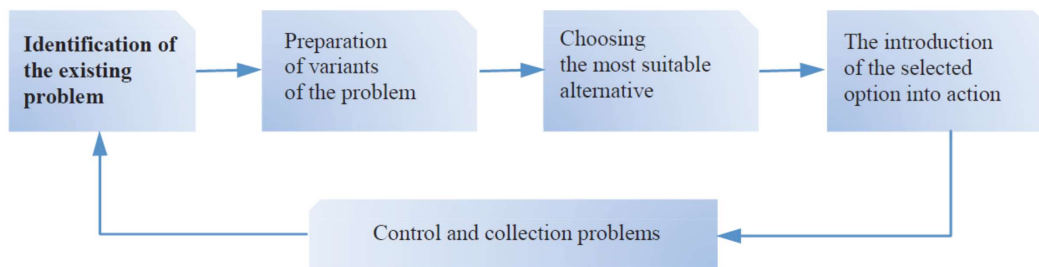 Identification of
the existing
problem
Preparation
of variants
of the problem
Choosing
the most suitable
alternative
The introduction
of the selected
option into action
Control and collection problems